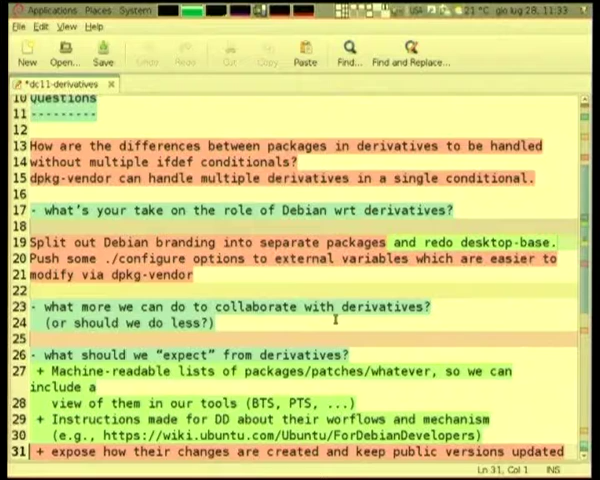 Applications Places System USA 21 °C gio lug 28, 11:33
File Edit View Help
New Open... Save Undo Redo Cut Copy Paste Find... Find and Replace...
*dc11-derivatives
10 Questions
11 ---------
12
13 How are the differences between packages in derivatives to be handled
14 without multiple ifdef conditionals?
15 dpkg-vendor can handle multiple derivatives in a single conditional.
16
17 - what's your take on the role of Debian wrt derivatives?
18
19 Split out Debian branding into separate packages and redo desktop-base.
20 Push some ./configure options to external variables which are easier to
21 modify via dpkg-vendor
22
23 - what more we can do to collaborate with derivatives?
24 (or should we do less?)
25
26 - what should we “expect” from derivatives?
27 + Machine-readable lists of packages/patches/whatever, so we can
include a
28 view of them in our tools (BTS, PTS, ...)
29 + Instructions made for DD about their worflows and mechanism
30 (e.g., https://wiki.ubuntu.com/Ubuntu/ForDebianDevelopers)
31 + expose how their changes are created and keep public versions updated
Ln 31, Col 1 INS